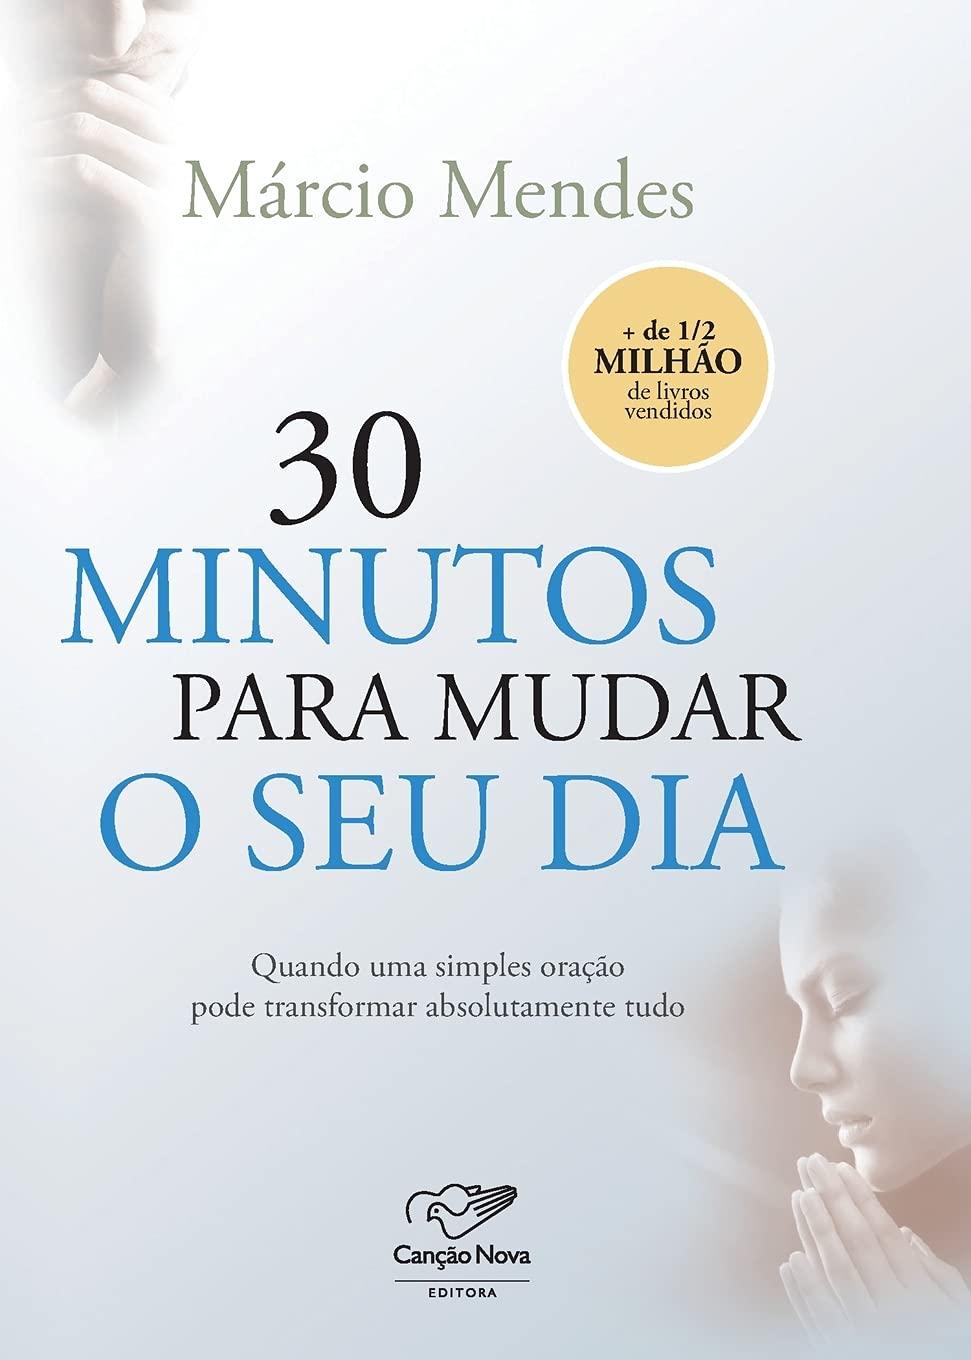 Márcio Mendes
+ de 1/2
MILHÃO
de livros
vendidos
30
MINUTOS
PARA MUDAR
O SEU DIA
Quando uma simples oração
pode transformar absolutamente tudo
Canção Nova
EDITORA